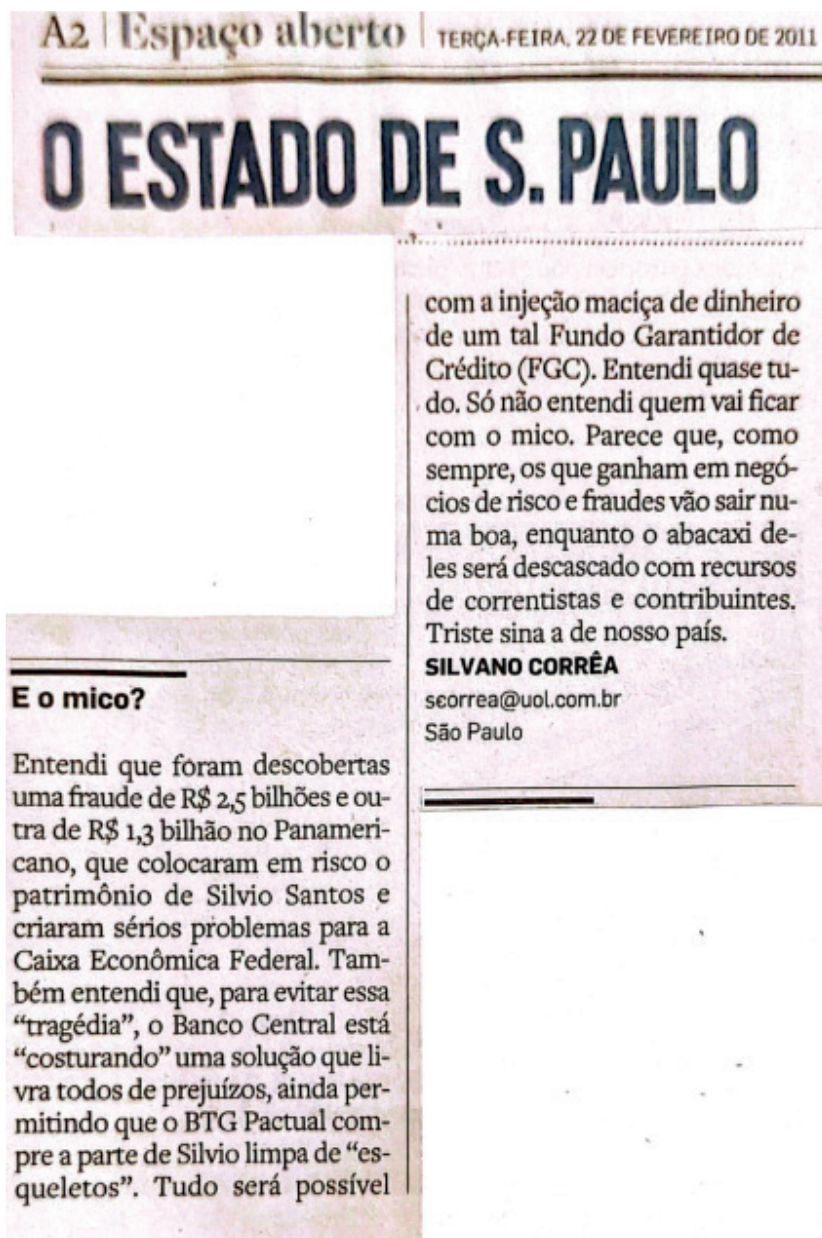 A2 | Espaço aberto | TERÇA-FEIRA, 22 DE FEVEREIRO DE 2011
O ESTADO DE S. PAULO
E o mico?
Entendi que foram descobertas
uma fraude de R$ 2,5 bilhões e ou-
tra de R$ 1,3 bilhão no Panameri-
cano, que colocaram em risco o
patrimônio de Silvio Santos e
criaram sérios problemas para a
Caixa Econômica Federal. Tam-
bém entendi que, para evitar essa
“tragédia”, o Banco Central está
“costurando” uma solução que li-
vra todos de prejuízos, ainda per-
mitindo que o BTG Pactual com-
pre a parte de Silvio limpa de “es-
queletos”. Tudo será possível
com a injeção maciça de dinheiro
de um tal Fundo Garantidor de
Crédito (FGC). Entendi quase tu-
do. Só não entendi quem vai ficar
com o mico. Parece que, como
sempre, os que ganham em negó-
cios de risco e fraudes vão sair nu-
ma boa, enquanto o abacaxi de-
les será descascado com recursos
de correntistas e contribuintes.
Triste sina a de nosso país.
SILVANO CORRÊA
scorrea@uol.com.br
São Paulo